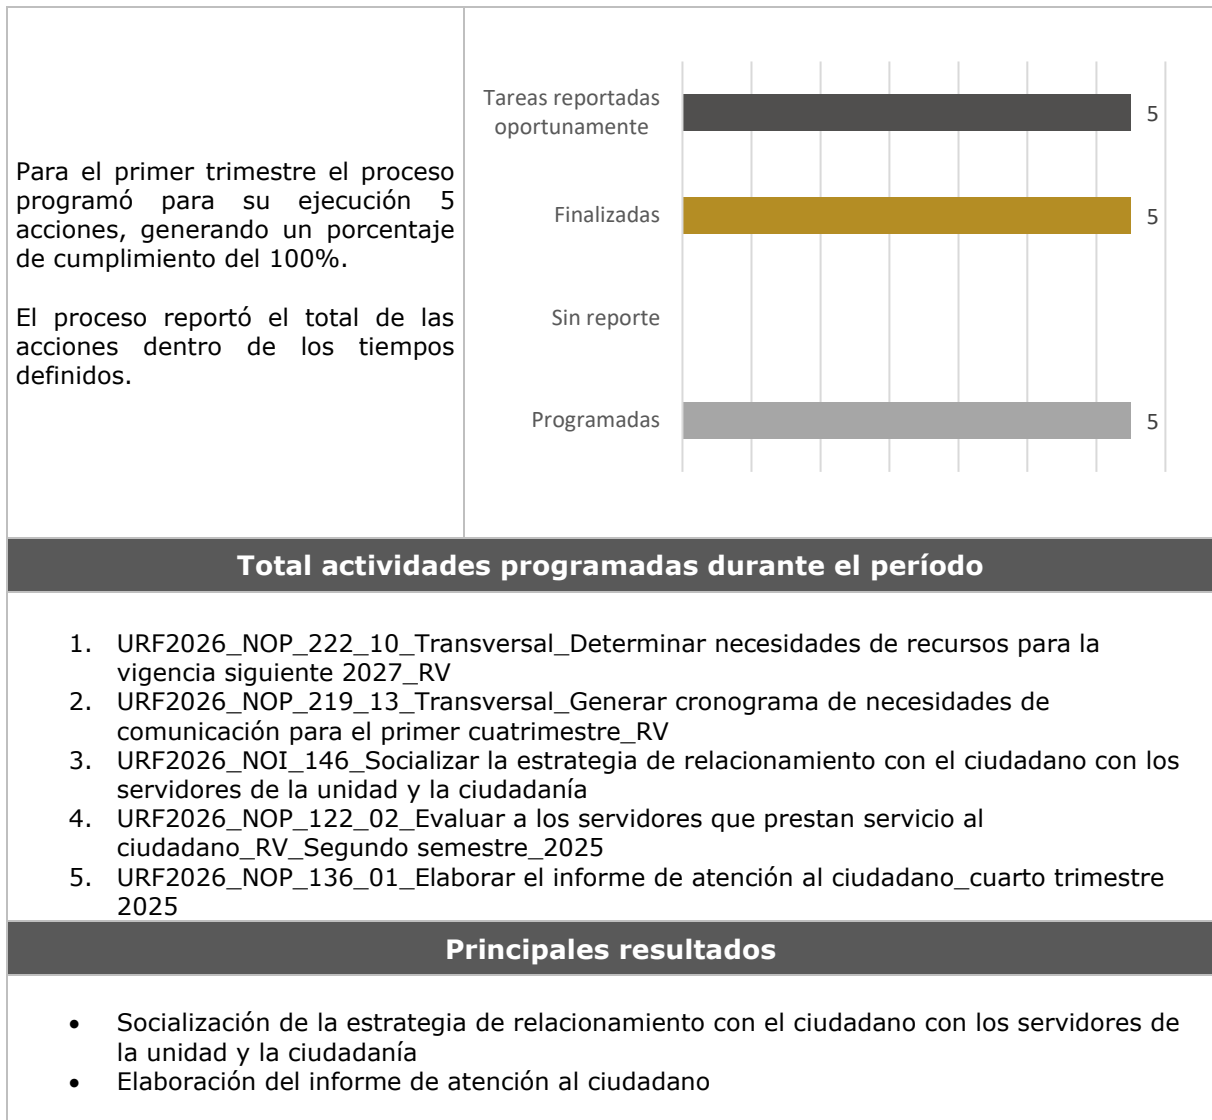 Para el primer trimestre el proceso
programó para su ejecución 5
acciones, generando un porcentaje
de cumplimiento del 100%.
El proceso reportó el total de las
acciones dentro de los tiempos
definidos.
Tareas reportadas
oportunamente
5
Finalizadas
5
Sin reporte
Programadas
5
Total actividades programadas durante el período
1. URF2026_NOP_222_10_Transversal_Determinar necesidades de recursos para la
vigencia siguiente 2027_RV
2. URF2026_NOP_219_13_Transversal_Generar cronograma de necesidades de
comunicación para el primer cuatrimestre_RV
3. URF2026_NOI_146_Socializar la estrategia de relacionamiento con el ciudadano con los
servidores de la unidad y la ciudadanía
4. URF2026_NOP_122_02_Evaluar a los servidores que prestan servicio al
ciudadano_RV_Segundo semestre_2025
5. URF2026_NOP_136_01_Elaborar el informe de atención al ciudadano_cuarto trimestre
2025
Principales resultados
• Socialización de la estrategia de relacionamiento con el ciudadano con los servidores de
la unidad y la ciudadanía
• Elaboración del informe de atención al ciudadano